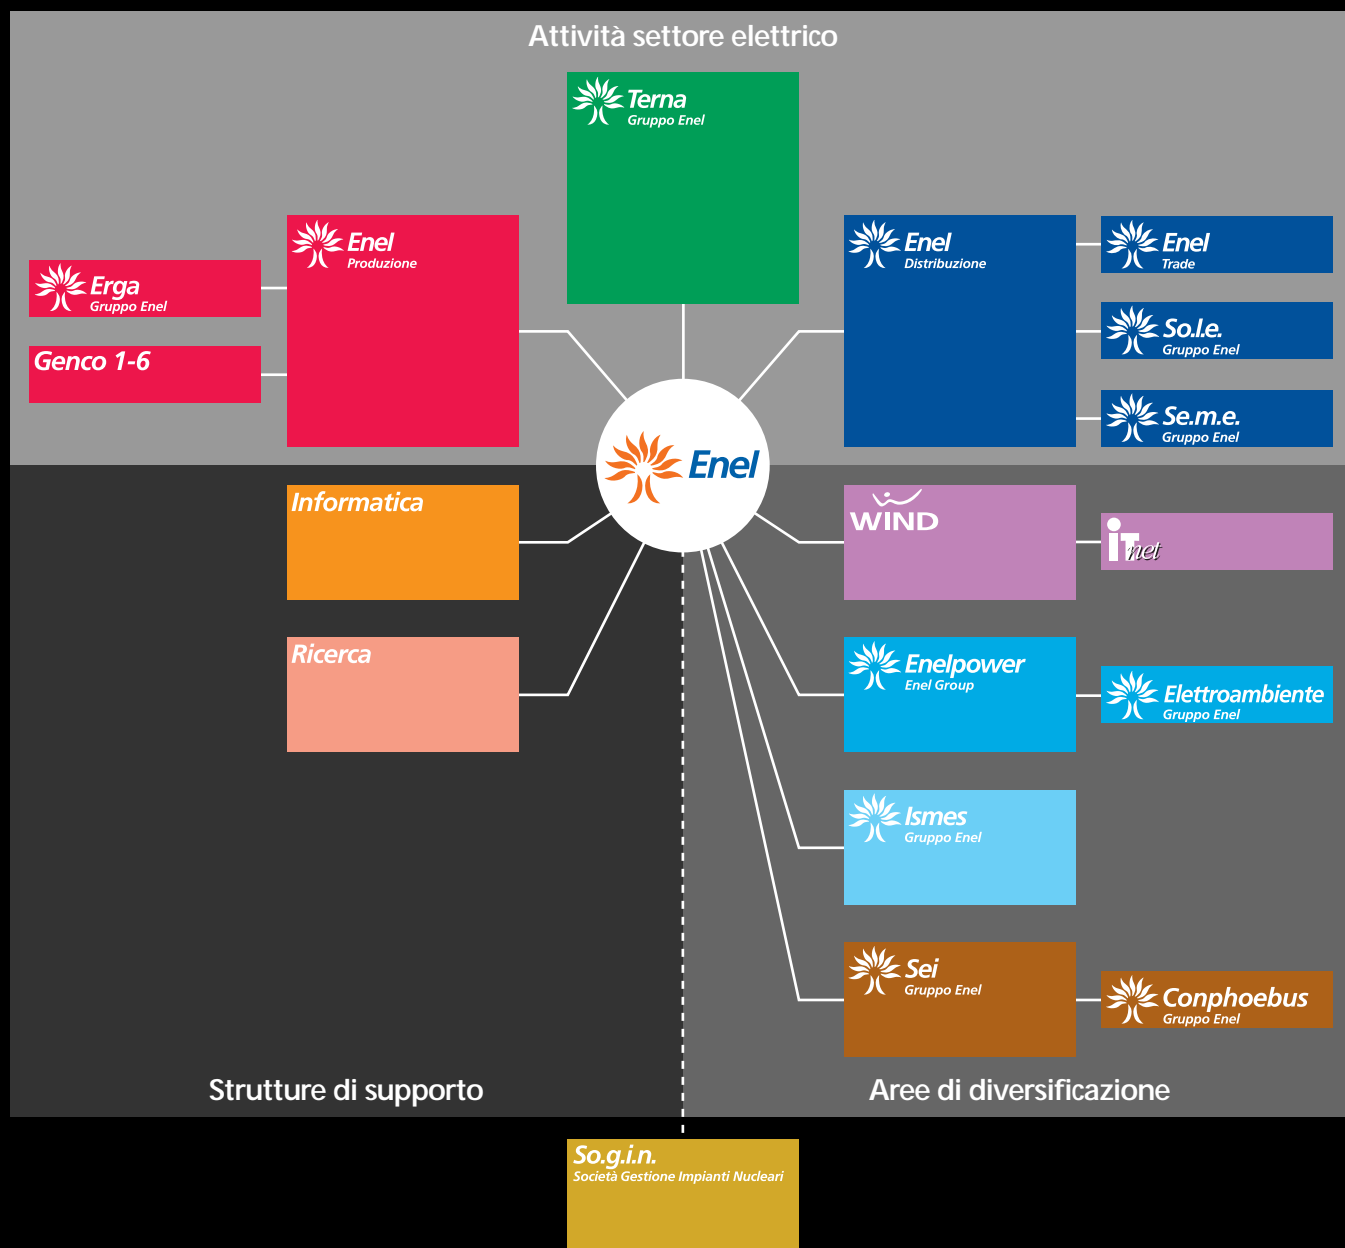 Attività settore elettrico
Terna
Gruppo Enel
Enel
Produzione
Erga
Gruppo Enel
Genco 1-6
Enel
Distribuzione
Enel
Trade
So.l.e.
Gruppo Enel
Se.m.e.
Gruppo Enel
Enel
Informatica
Ricerca
WIND
iTnet
Enelpower
Enel Group
Elettroambiente
Gruppo Enel
Ismes
Gruppo Enel
Sei
Gruppo Enel
Conphoebus
Gruppo Enel
Strutture di supporto
Aree di diversificazione
So.g.i.n.
Società Gestione Impianti Nucleari